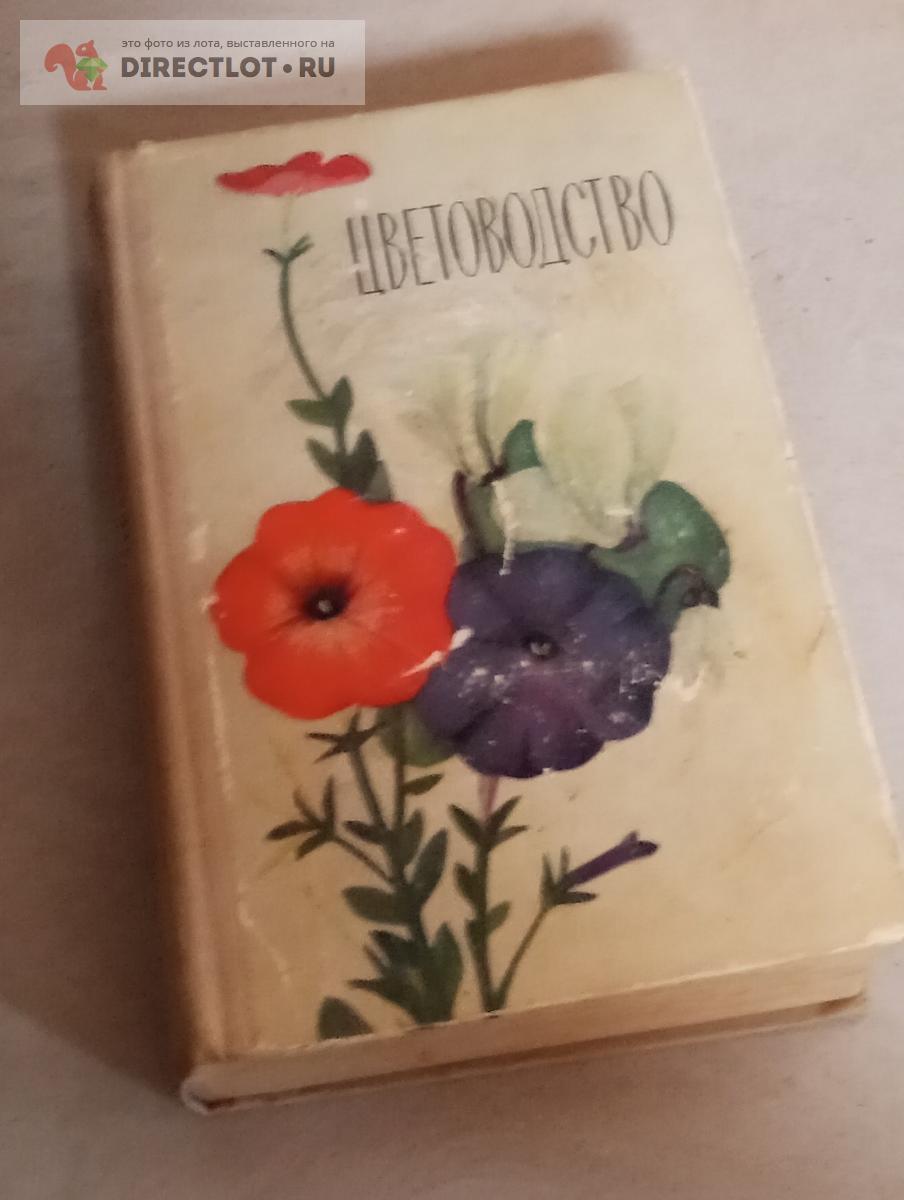 это фото из лота, выставленного на
DIRECTLOT•RU
ЦВЕТОВОДСТВО